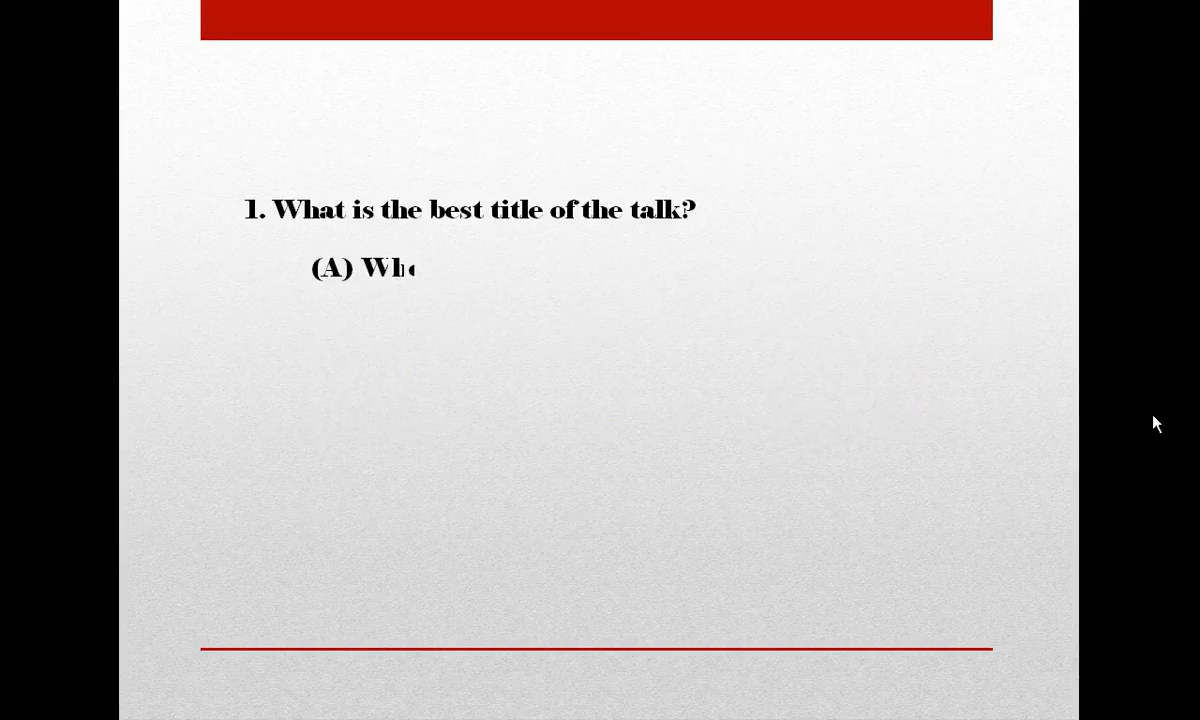 1. What is the best title of the talk?
(A)